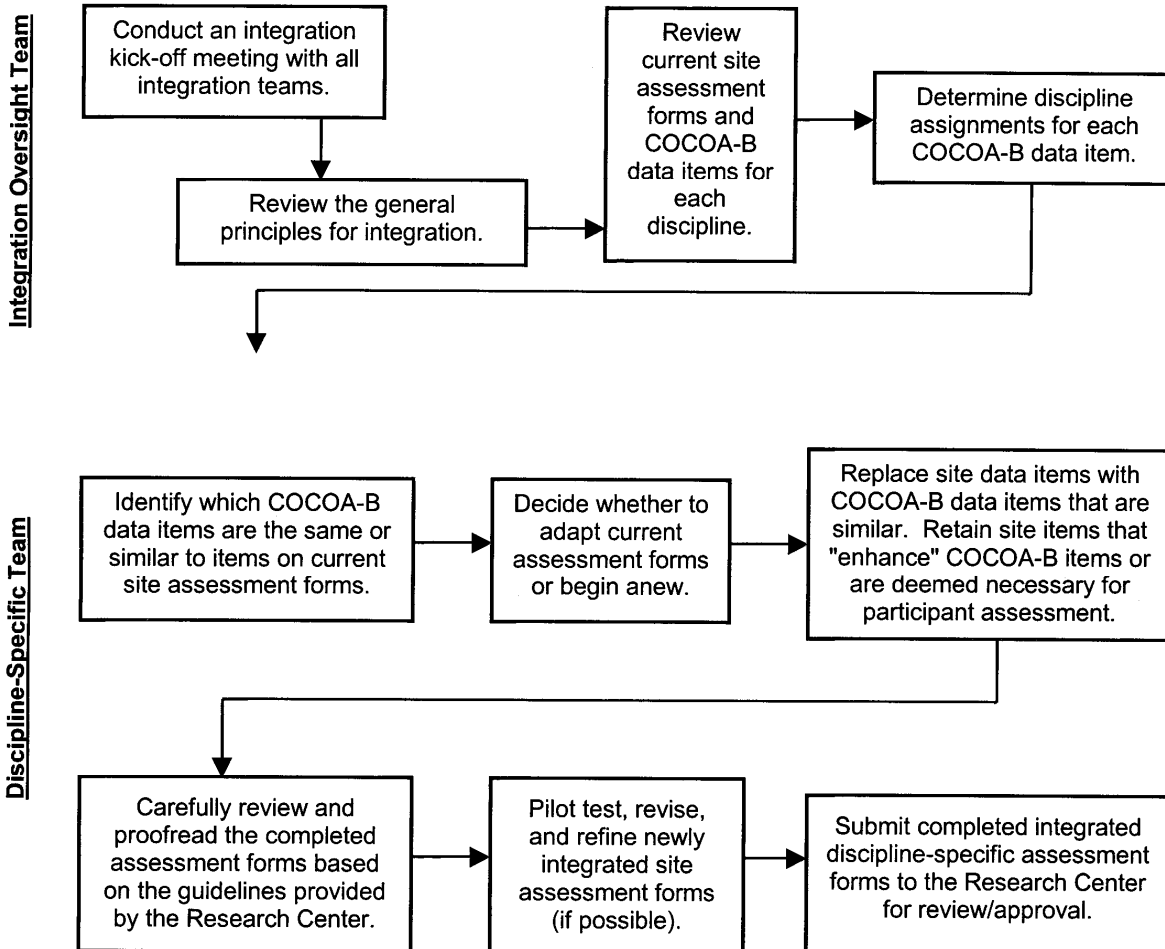 Integration Oversight Team
Conduct an integration
kick-off meeting with all
integration teams.
Review the general
principles for integration.
Review
current site
assessment
forms and
COCOA-B
data items for
each
discipline.
Determine discipline
assignments for each
COCOA-B data item.
Discipline-Specific Team
Identify which COCOA-B
data items are the same or
similar to items on current
site assessment forms.
Decide whether to
adapt current
assessment forms
or begin anew.
Replace site data items with
COCOA-B data items that are
similar. Retain site items that
"enhance" COCOA-B items or
are deemed necessary for
participant assessment.
Carefully review and
proofread the completed
assessment forms based
on the guidelines provided
by the Research Center.
Pilot test, revise,
and refine newly
integrated site
assessment forms
(if possible).
Submit completed integrated
discipline-specific assessment
forms to the Research Center
for review/approval.